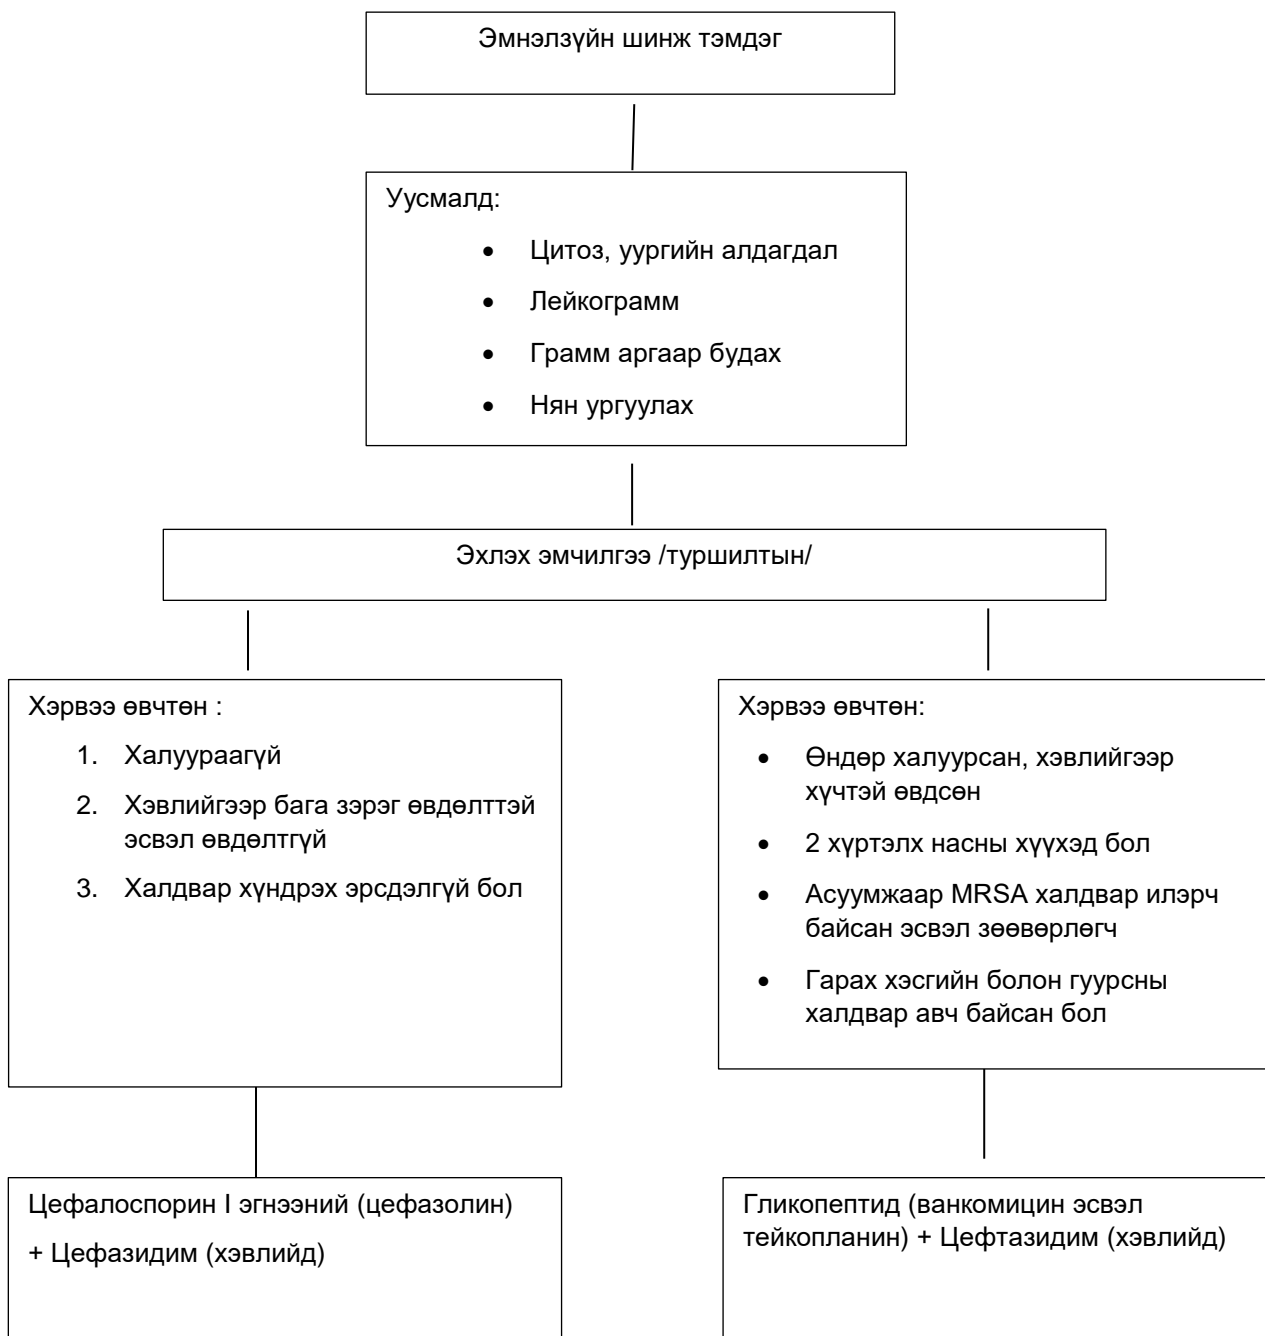 Эмнэлзүйн шинж тэмдэг
Уусмалд:
• Цитоз, уургийн алдагдал
• Лейкограмм
• Грамм аргаар будах
• Нян ургуулах
Эхлэх эмчилгээ /туршилтын/
Хэрвээ өвчтөн :
1. Халуураагүй
2. Хэвлийгээр бага зэрэг өвдөлттэй
эсвэл өвдөлтгүй
3. Халдвар хүндрэх эрсдэлгүй бол
Хэрвээ өвчтөн:
• Өндөр халуурсан, хэвлийгээр
хүчтэй өвдсөн
• 2 хүртэлх насны хүүхэд бол
• Асуумжаар MRSA халдвар илэрч
байсан эсвэл зөөвөрлөгч
• Гарах хэсгийн болон гуурсны
халдвар авч байсан бол
Цефалоспорин I эгнээний (цефазолин)
+ Цефазидим (хэвлийд)
Гликопептид (ванкомицин эсвэл
тейкопланин) + Цефтазидим (хэвлийд)